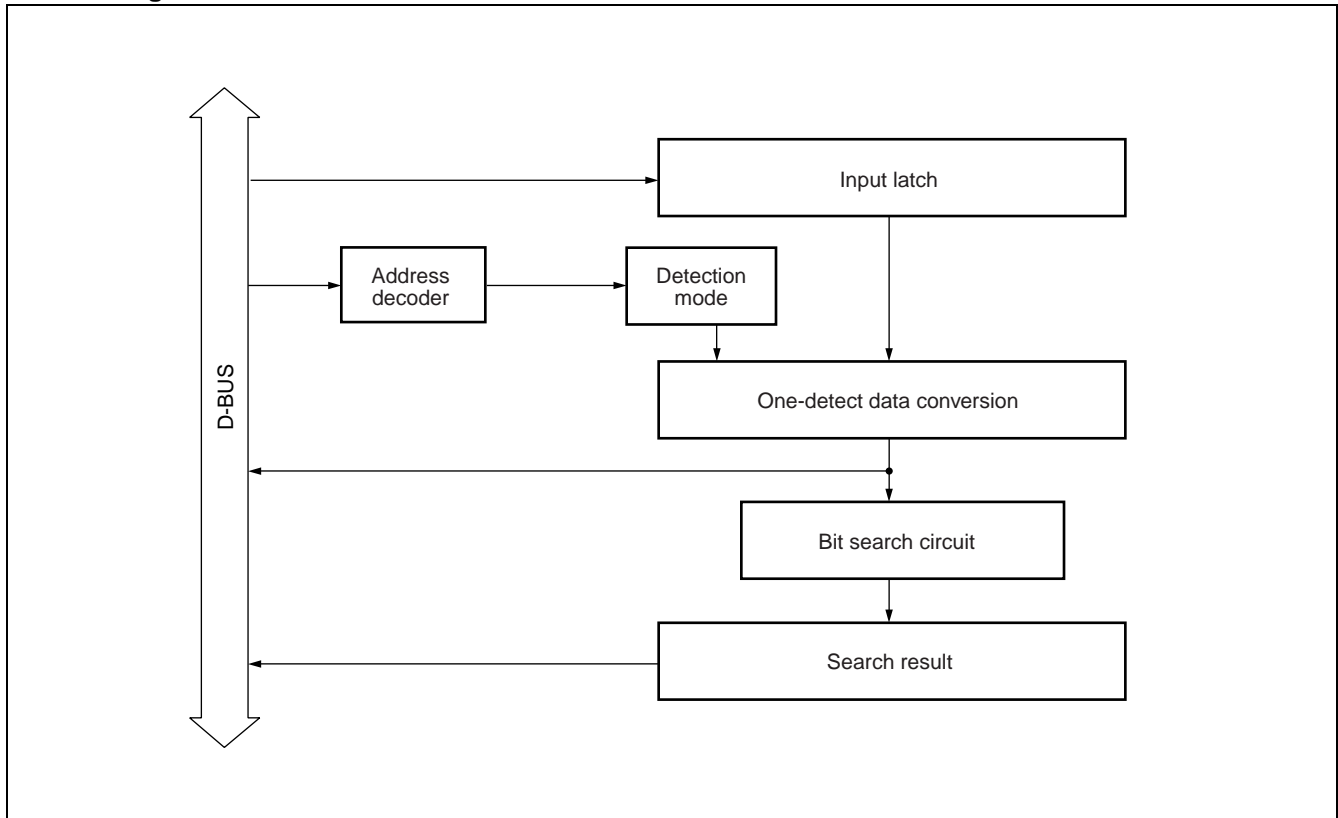 Input latch
Address
decoder
Detection
mode
D-BUS
One-detect data conversion
Bit search circuit
Search result